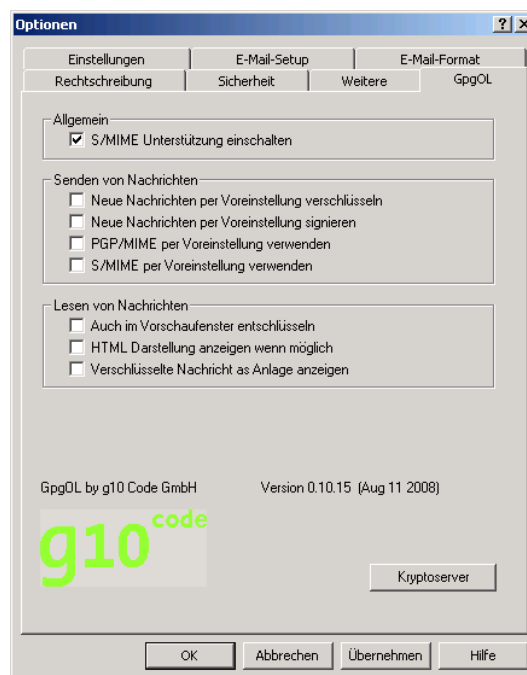 Optionen
Einstellungen
E-Mail-Setup
E-Mail-Format
Rechtschreibung
Sicherheit
Weitere
GpgOL
Allgemein
S/MIME Unterstützung einschalten
Senden von Nachrichten
Neue Nachrichten per Voreinstellung verschlüsseln
Neue Nachrichten per Voreinstellung signieren
PGP/MIME per Voreinstellung verwenden
S/MIME per Voreinstellung verwenden
Lesen von Nachrichten
Auch im Vorschaufenster entschlüsseln
HTML Darstellung anzeigen wenn möglich
Verschlüsselte Nachricht as Anlage anzeigen
GpgOL by g10 Code GmbH
Version 0.10.15 (Aug 11 2008)
g10 code
Kryptoserver
OK
Abbrechen
Übernehmen
Hilfe